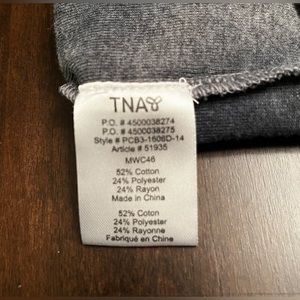 TNA
P.O. # 4500038274
P.O. # 4500038275
Style # PCB3-1606D-14
Article # 51935
MWC46
52% Cotton
24% Polyester
24% Rayon
Made in China
52% Coton
24% Polyester
24% Rayonne
Fabriqué en Chine